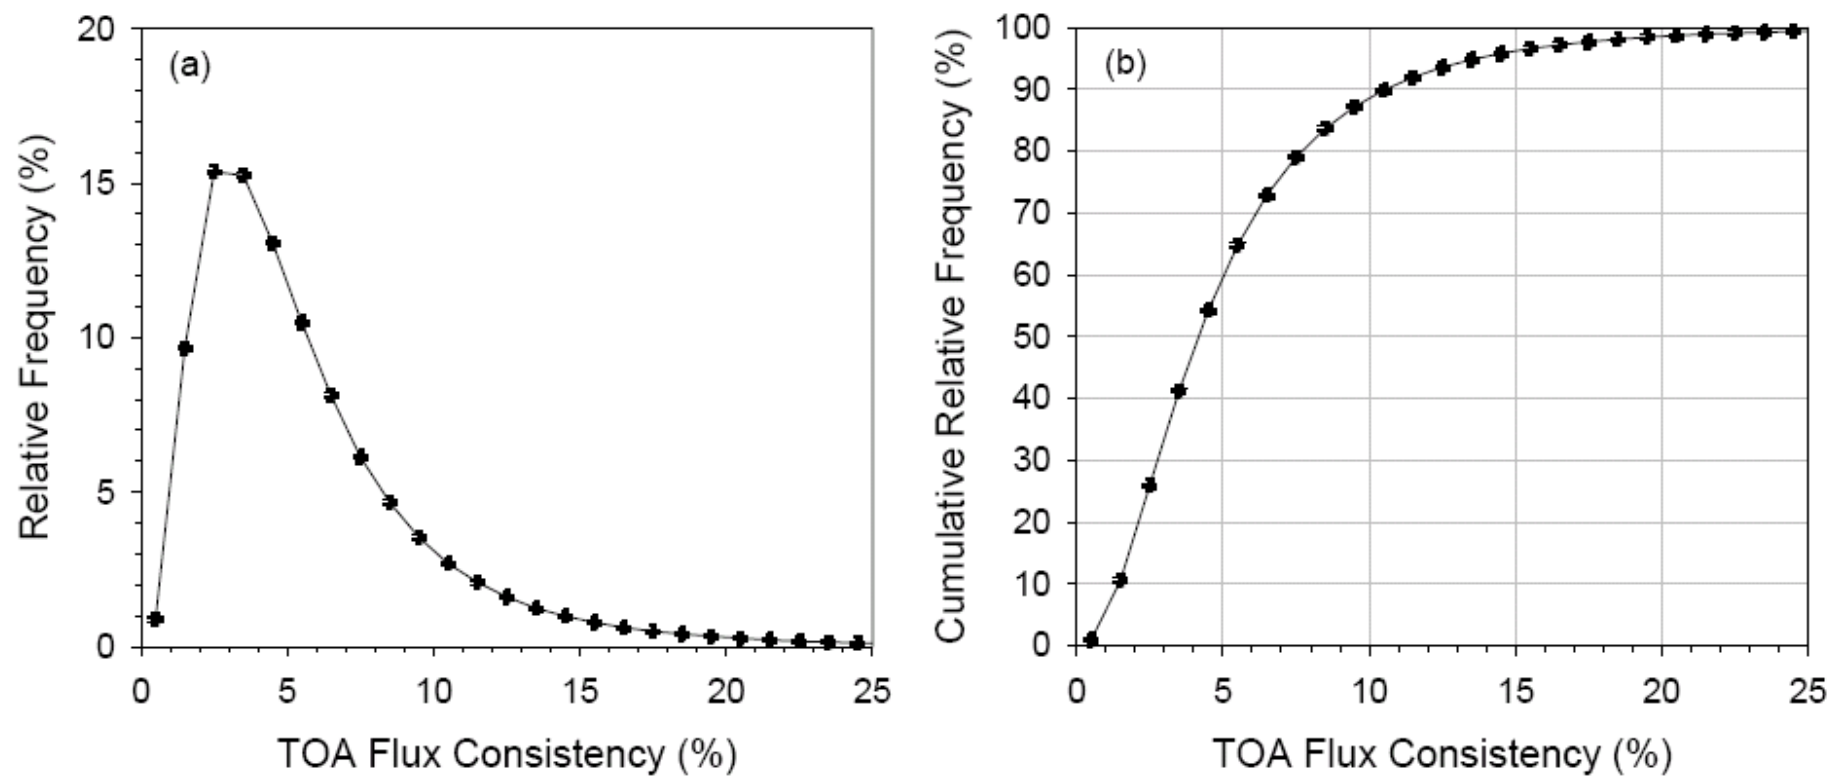 (a)
Relative Frequency (%)
20
15
10
5
0
0 5 10 15 20 25
TOA Flux Consistency (%)
(b)
Cumulative Relative Frequency (%)
100
90
80
70
60
50
40
30
20
10
0
0 5 10 15 20 25
TOA Flux Consistency (%)